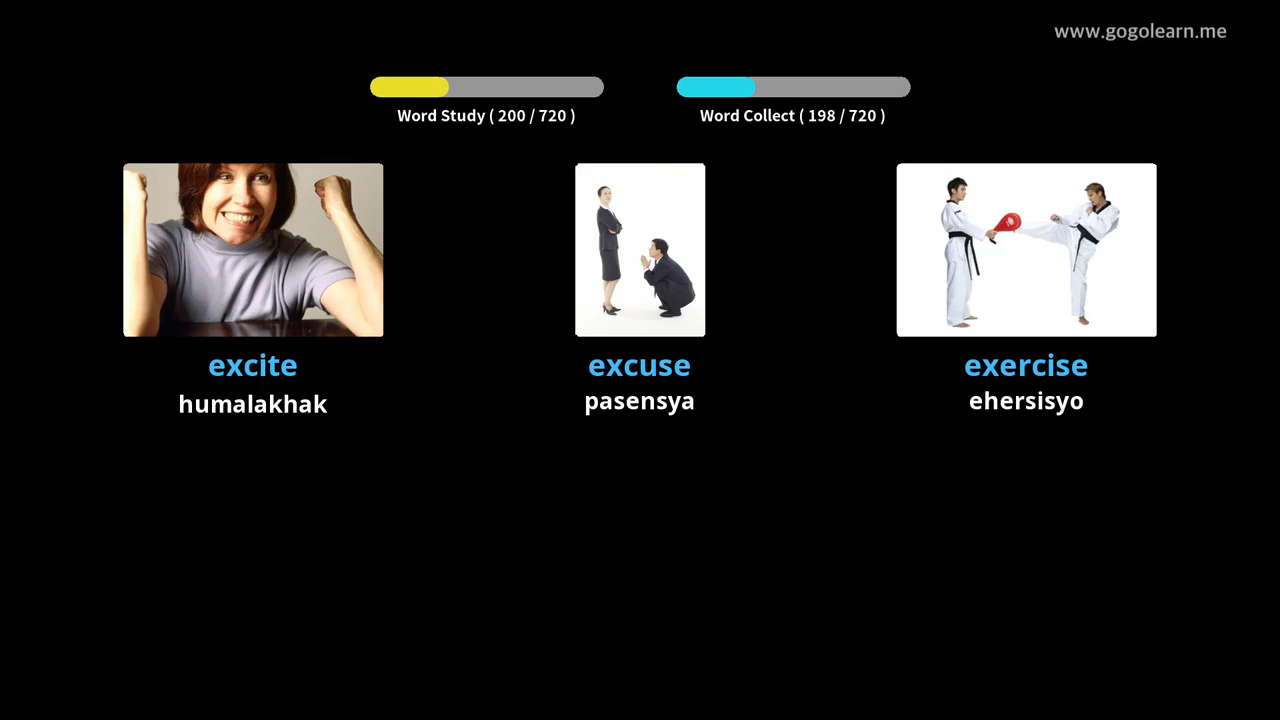 www.gogolearn.me
Word Study ( 200 / 720 )
Word Collect ( 198 / 720 )
excite
humalakhak
excuse
pasensya
exercise
ehersisyo